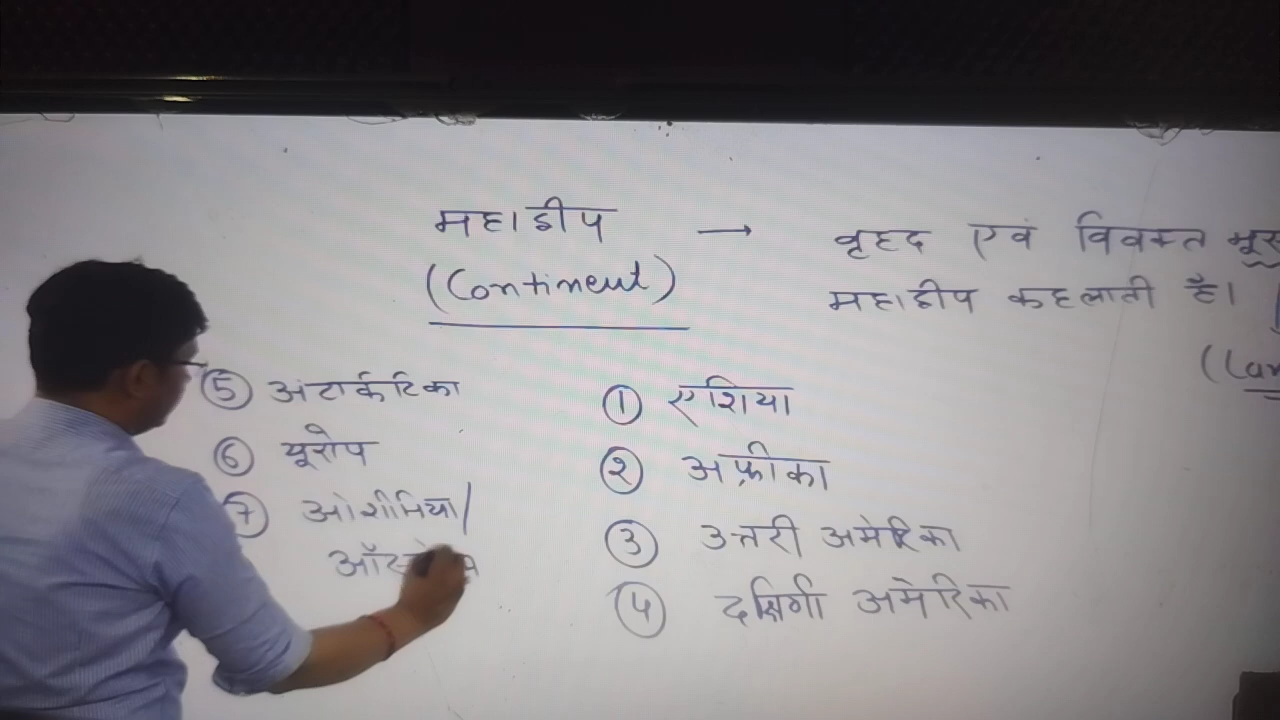 महाद्वीप → वृहद एवं विवक्त
(Continent)
महाद्वीप कहलाती है।
① एशिया
② अफ्रीका
③ उत्तरी अमेरिका
④ दक्षिणी अमेरिका
⑤ अंटार्कटिका
⑥ यूरोप
⑦ ओशीनिया/